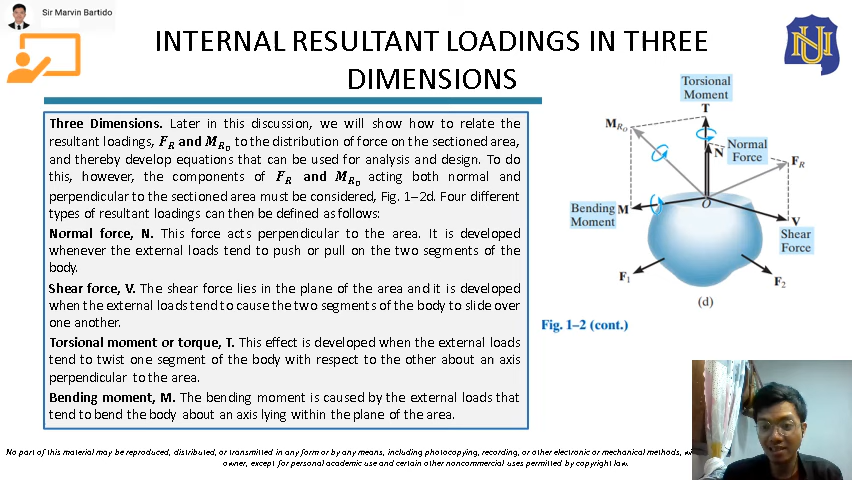 Sir Marvin Bartido
INTERNAL RESULTANT LOADINGS IN THREE
DIMENSIONS
Three Dimensions. Later in this discussion, we will show how to relate the
resultant loadings, F_R and M_{R_O} to the distribution of force on the sectioned area,
and thereby develop equations that can be used for analysis and design. To do
this, however, the components of F_R and M_{R_O} acting both normal and
perpendicular to the sectioned area must be considered, Fig. 1–2d. Four different
types of resultant loadings can then be defined as follows:
Normal force, N. This force acts perpendicular to the area. It is developed
whenever the external loads tend to push or pull on the two segments of the
body.
Shear force, V. The shear force lies in the plane of the area and it is developed
when the external loads tend to cause the two segments of the body to slide over
one another.
Torsional moment or torque, T. This effect is developed when the external loads
tend to twist one segment of the body with respect to the other about an axis
perpendicular to the area.
Bending moment, M. The bending moment is caused by the external loads that
tend to bend the body about an axis lying within the plane of the area.
Torsional
Moment
T
M_{R_O}
N
Normal
Force
F_R
O
Bending M
Moment
V
Shear
Force
F_1
F_2
(d)
Fig. 1–2 (cont.)
No part of this material may be reproduced, distributed, or transmitted in any form or by any means, including photocopying, recording, or other electronic or mechanical methods,
owner, except for personal academic use and certain other noncommercial uses permitted by copyright law.